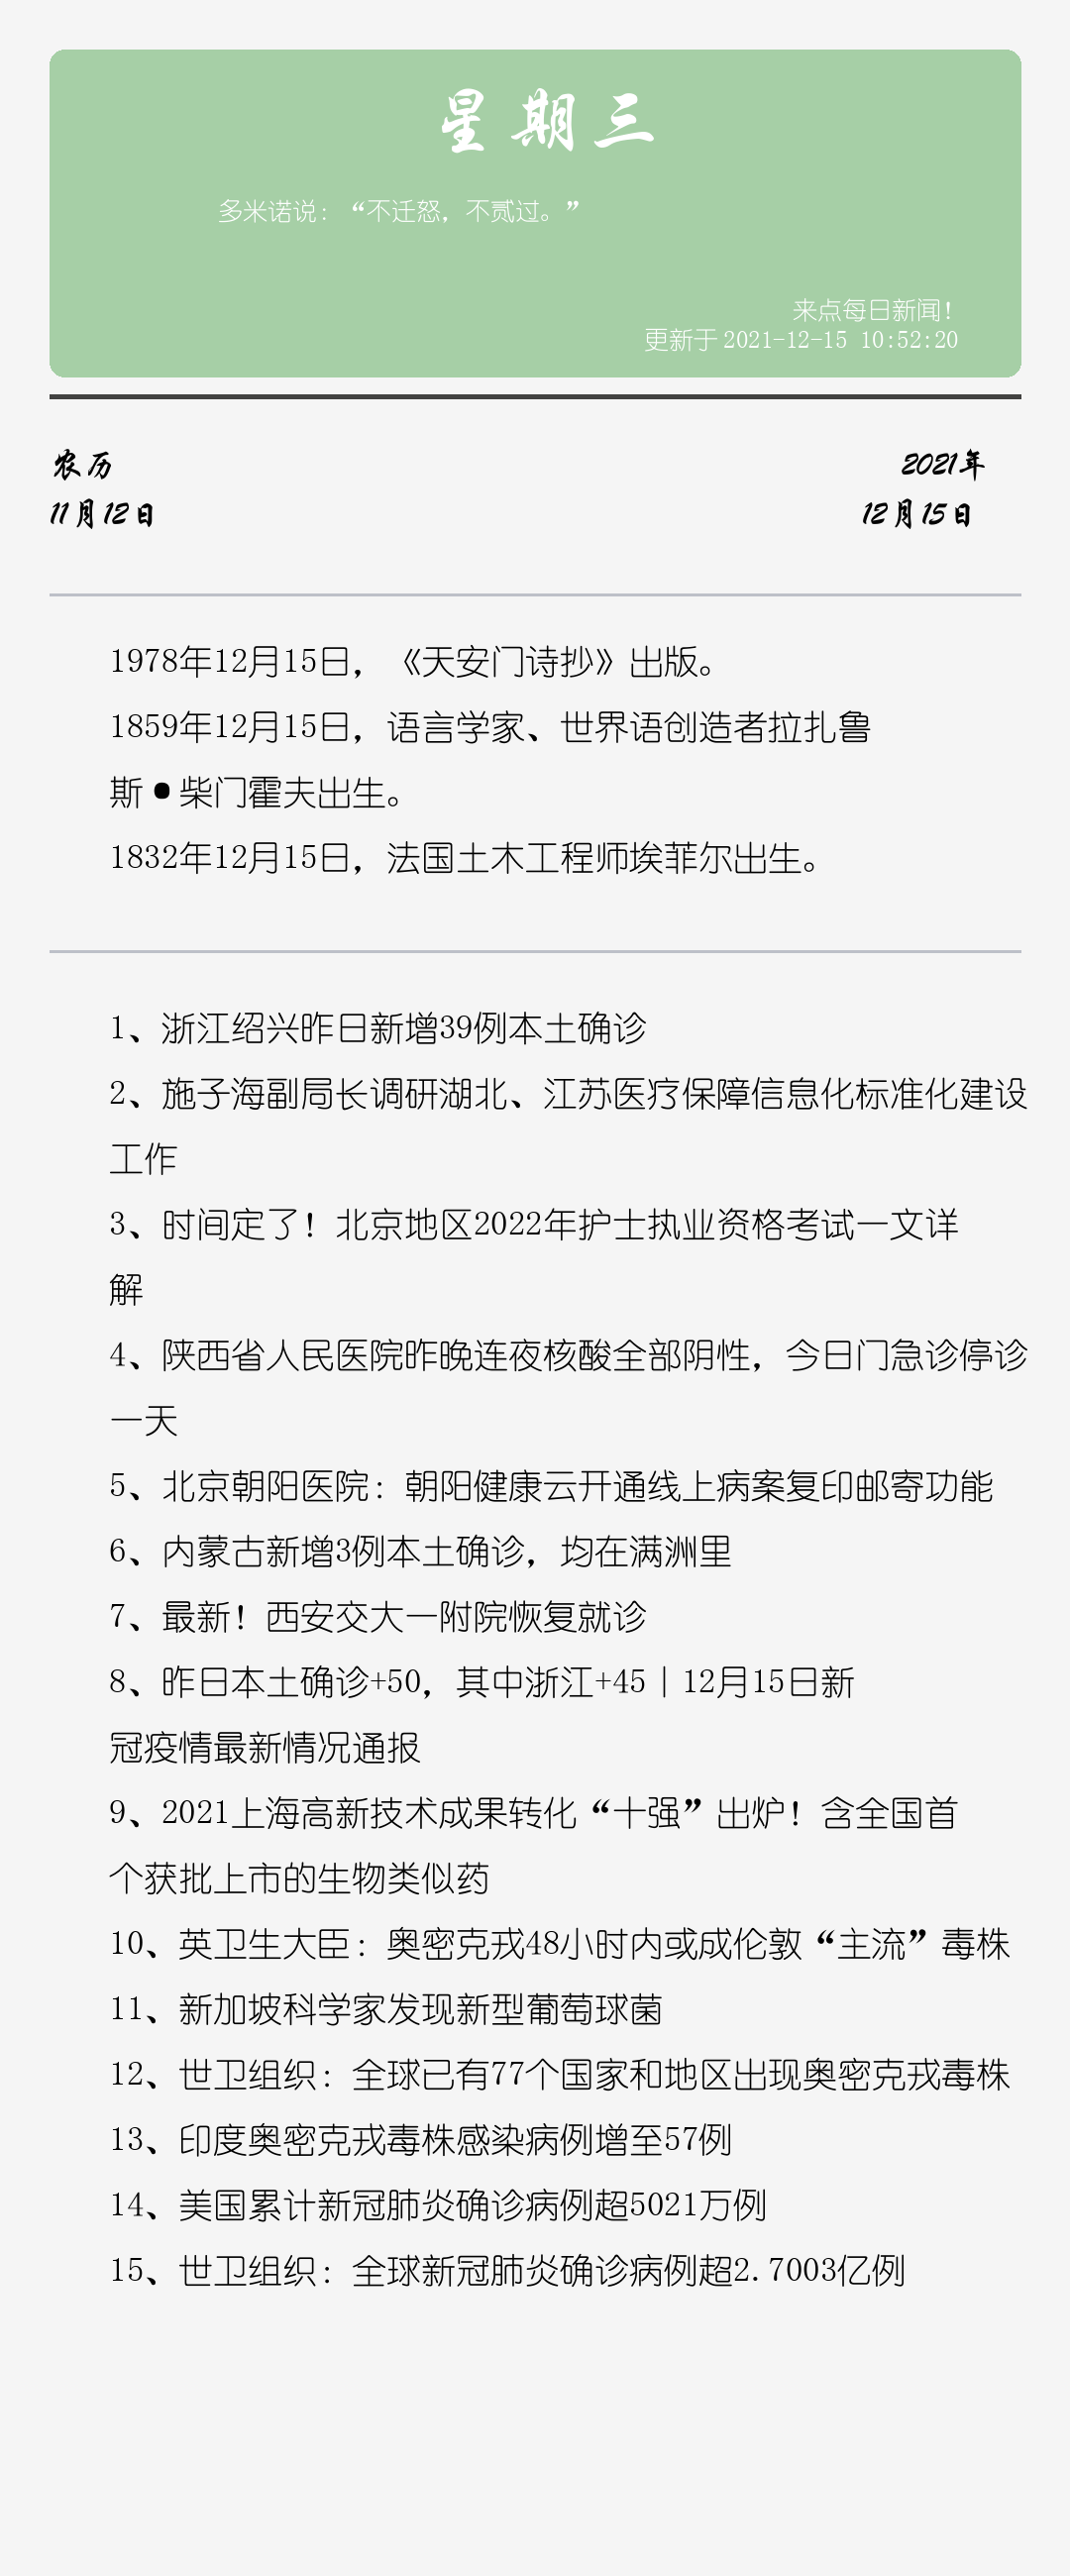 星期三
多米诺说：“不迁怒，不贰过。”
来点每日新闻！
更新于 2021-12-15 10:52:20
农历
2021年
11月12日
12月15日
1978年12月15日，《天安门诗抄》出版。
1859年12月15日，语言学家、世界语创造者拉扎鲁
斯•柴门霍夫出生。
1832年12月15日，法国土木工程师埃菲尔出生。
1、浙江绍兴昨日新增39例本土确诊
2、施子海副局长调研湖北、江苏医疗保障信息化标准化建设
工作
3、时间定了！北京地区2022年护士执业资格考试一文详
解
4、陕西省人民医院昨晚连夜核酸全部阴性，今日门急诊停诊
一天
5、北京朝阳医院：朝阳健康云开通线上病案复印邮寄功能
6、内蒙古新增3例本土确诊，均在满洲里
7、最新！西安交大一附院恢复就诊
8、昨日本土确诊+50，其中浙江+45｜12月15日新
冠疫情最新情况通报
9、2021上海高新技术成果转化“十强”出炉！含全国首
个获批上市的生物类似药
10、英卫生大臣：奥密克戎48小时内或成伦敦“主流”毒株
11、新加坡科学家发现新型葡萄球菌
12、世卫组织：全球已有77个国家和地区出现奥密克戎毒株
13、印度奥密克戎毒株感染病例增至57例
14、美国累计新冠肺炎确诊病例超5021万例
15、世卫组织：全球新冠肺炎确诊病例超2.7003亿例